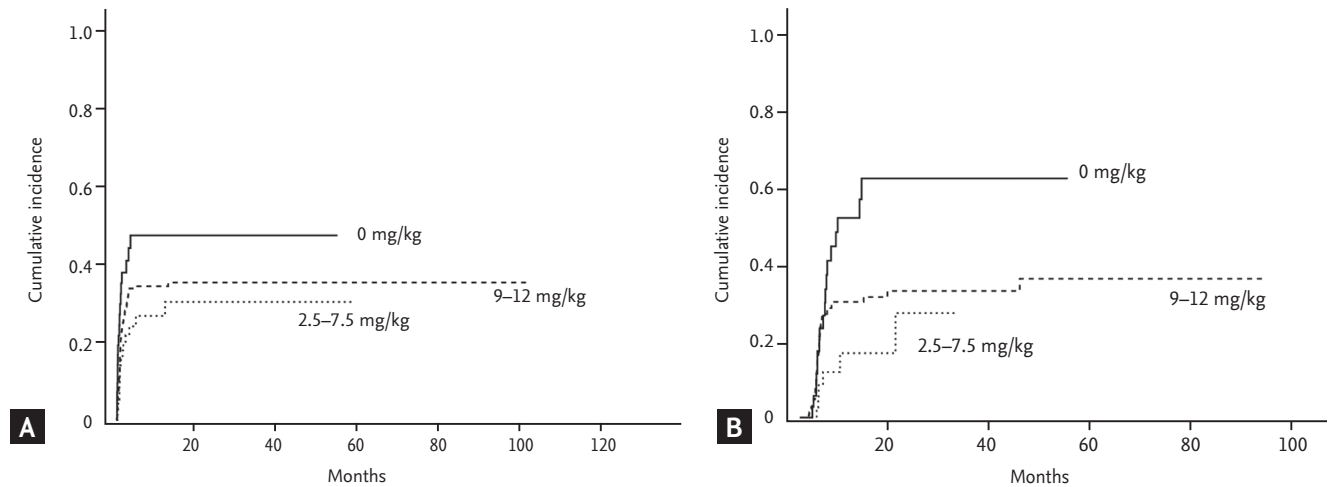 1.0
0.8
0.6
0.4
0.2
0
Cumulative incidence
0 mg/kg
9–12 mg/kg
2.5–7.5 mg/kg
20 40 60 80 100 120
Months
A
1.0
0.8
0.6
0.4
0.2
0
Cumulative incidence
0 mg/kg
9–12 mg/kg
2.5–7.5 mg/kg
20 40 60 80 100
Months
B